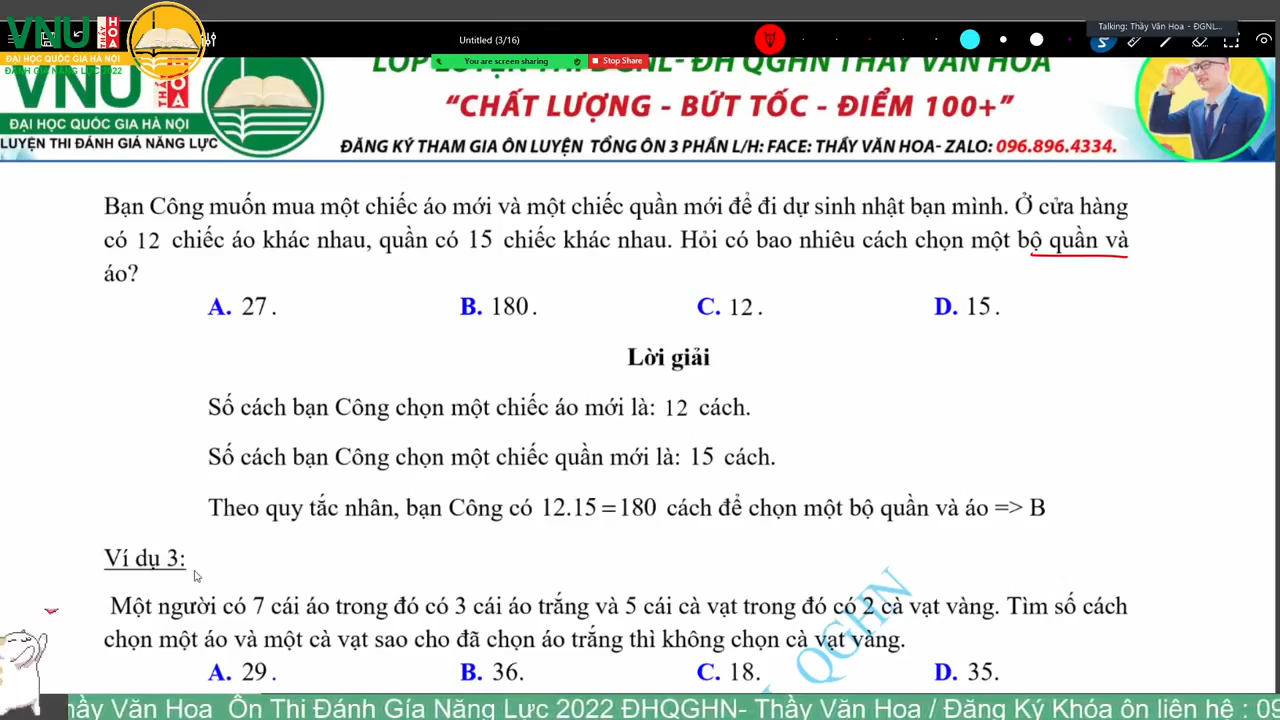 Untitled (3/16)
Talking: Thầy Văn Hoa - ĐGNL...
You are screen sharing
Stop Share
VNU
HOA
ĐẠI HỌC QUỐC GIA HÀ NỘI
ĐÁNH GIÁ NĂNG LỰC 2022
LỚP LUYỆN THI ĐGNL- ĐH QGHN THẦY VĂN HOA
VNU
THẦY HOA
ĐẠI HỌC QUỐC GIA HÀ NỘI
LUYỆN THI ĐÁNH GIÁ NĂNG LỰC
“CHẤT LƯỢNG - BỨT TỐC - ĐIỂM 100+”
ĐĂNG KÝ THAM GIA ÔN LUYỆN TỔNG ÔN 3 PHẦN L/H: FACE: THẦY VĂN HOA- ZALO: 096.896.4334.
Bạn Công muốn mua một chiếc áo mới và một chiếc quần mới để đi dự sinh nhật bạn mình. Ở cửa hàng
có 12 chiếc áo khác nhau, quần có 15 chiếc khác nhau. Hỏi có bao nhiêu cách chọn một bộ quần và
áo?
A. 27. B. 180. C. 12. D. 15.
Lời giải
Số cách bạn Công chọn một chiếc áo mới là: 12 cách.
Số cách bạn Công chọn một chiếc quần mới là: 15 cách.
Theo quy tắc nhân, bạn Công có 12.15=180 cách để chọn một bộ quần và áo => B
Ví dụ 3:
Một người có 7 cái áo trong đó có 3 cái áo trắng và 5 cái cà vạt trong đó có 2 cà vạt vàng. Tìm số cách
chọn một áo và một cà vạt sao cho đã chọn áo trắng thì không chọn cà vạt vàng.
A. 29. B. 36. C. 18. D. 35.
QGHN
hầy Văn Hoa Ôn Thi Đánh Gía Năng Lực 2022 ĐHQGHN- Thầy Văn Hoa / Đăng Ký Khóa ôn liên hệ : 09